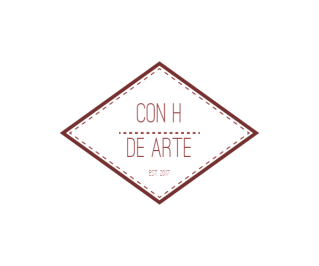 CON H
DE ARTE
EST. 2017